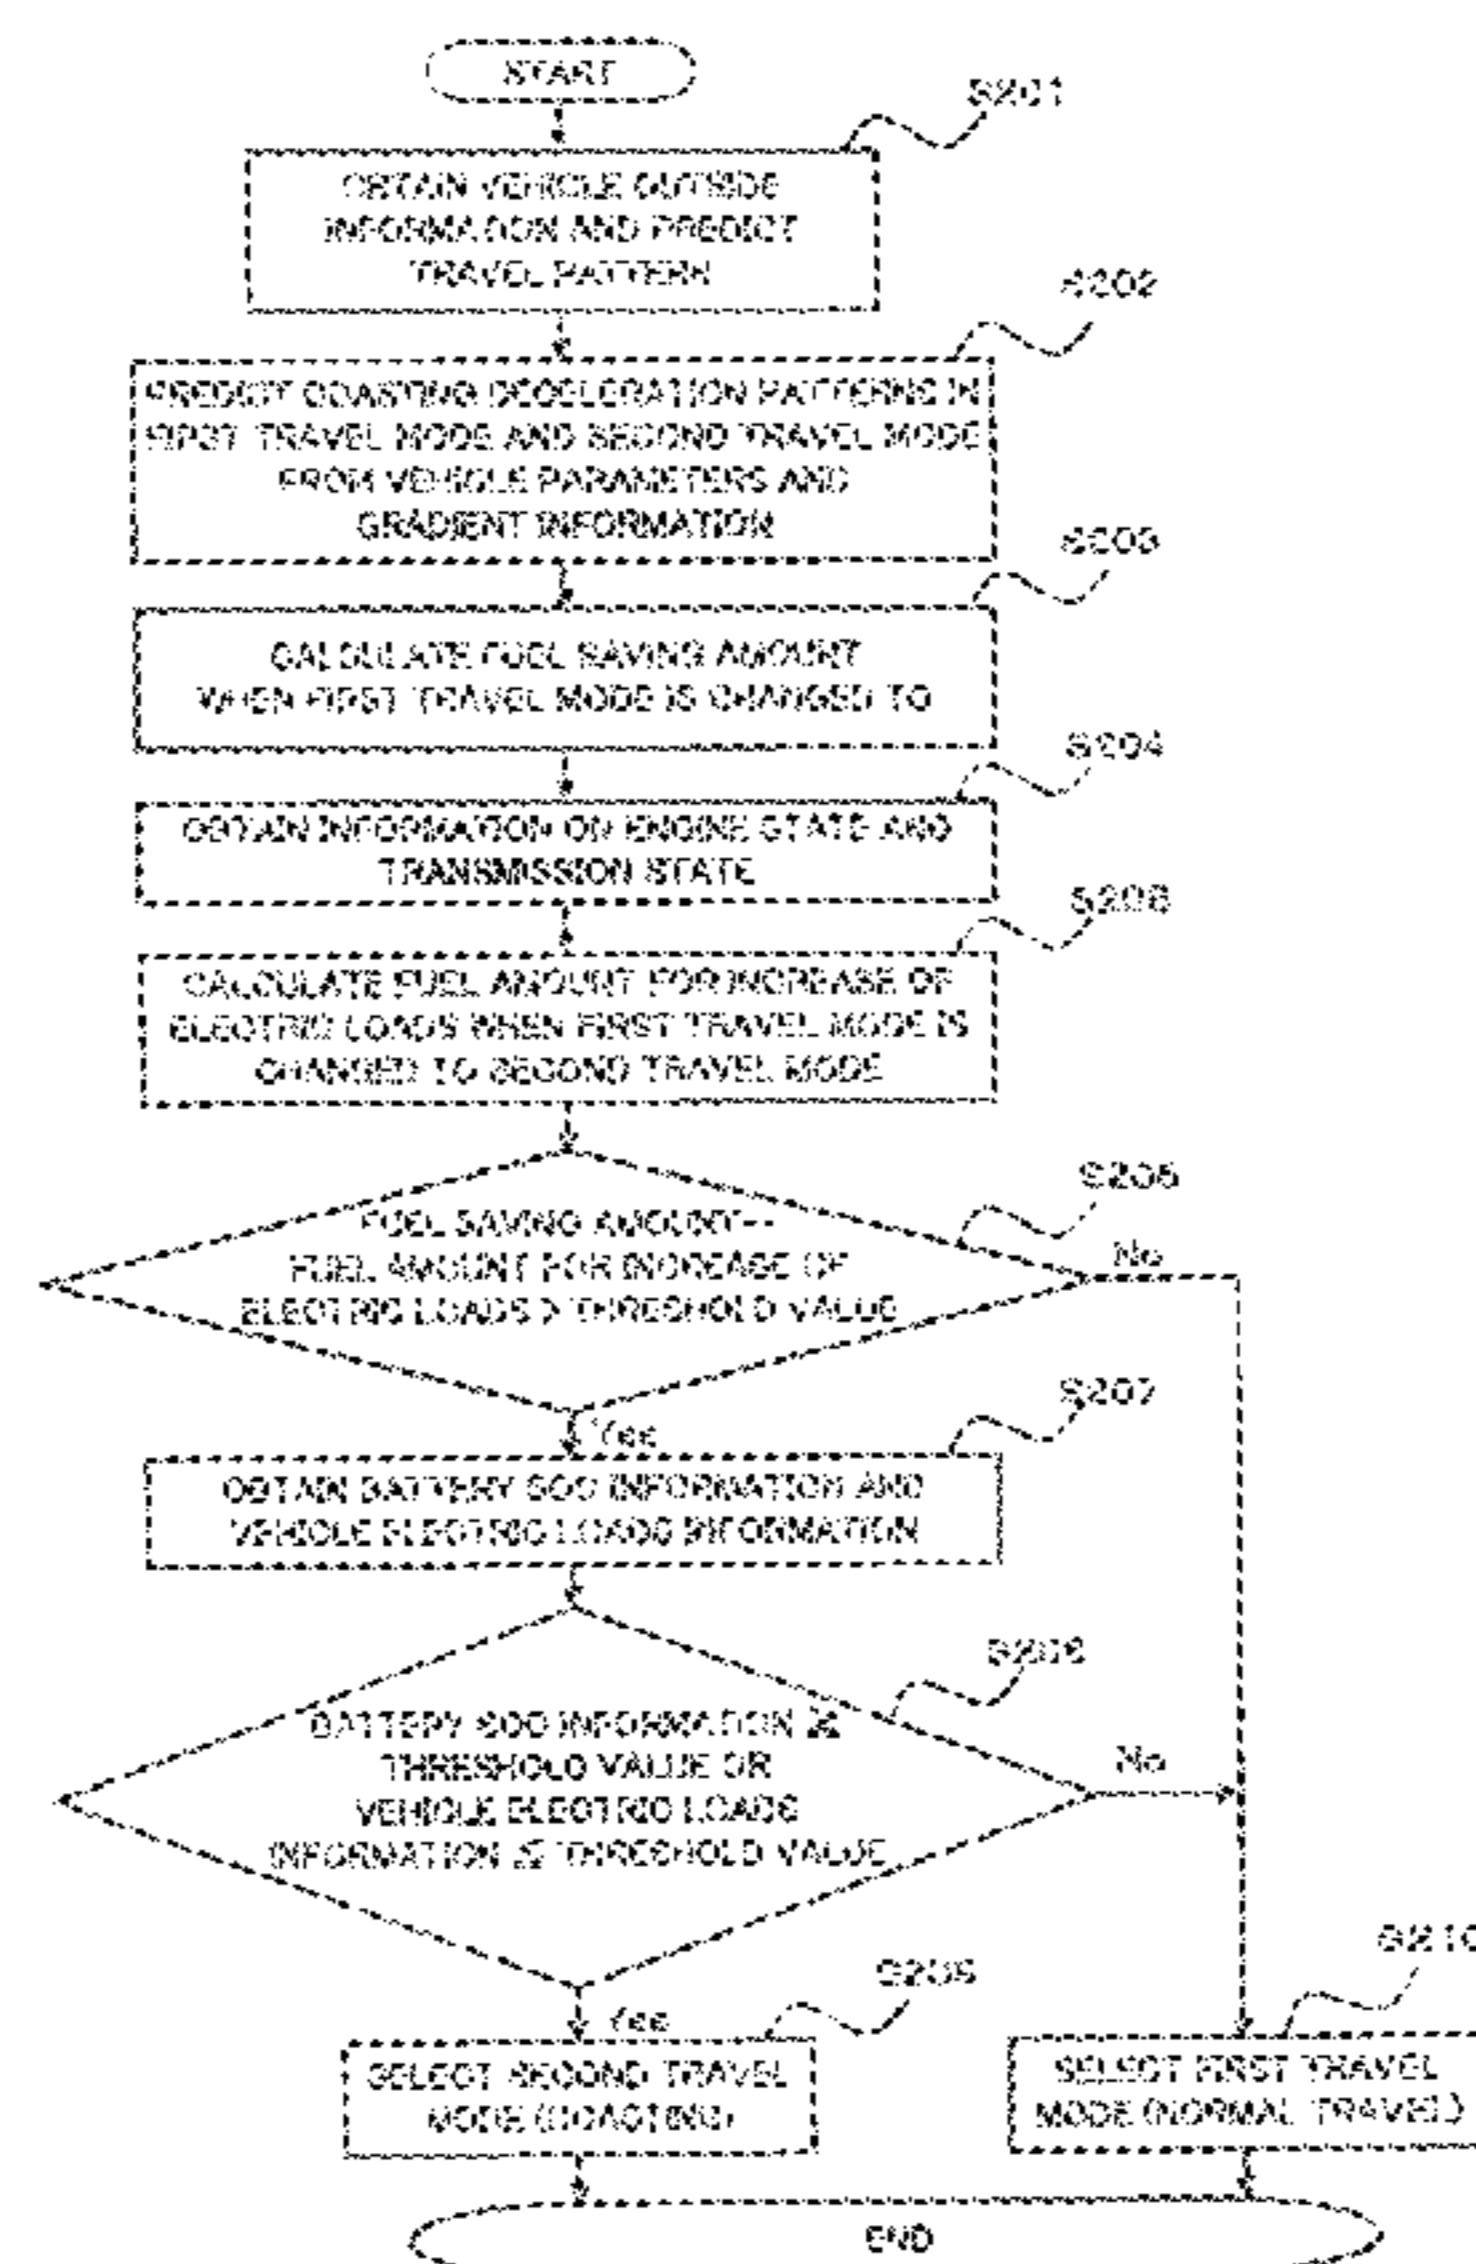 START
S201
OBTAIN VEHICLE OUTSIDE
INFORMATION AND PREDICT
TRAVEL PATTERN
S202
PREDICT COASTING DECELERATION PATTERNS IN
FIRST TRAVEL MODE AND SECOND TRAVEL MODE
FROM VEHICLE PARAMETERS AND
GRADIENT INFORMATION
S203
CALCULATE FUEL SAVING AMOUNT
WHEN FIRST TRAVEL MODE IS CHANGED TO
S204
OBTAIN INFORMATION ON ENGINE STATE AND
TRANSMISSION STATE
CALCULATE FUEL AMOUNT FOR INCREASE OF
ELECTRIC LOADS WHEN FIRST TRAVEL MODE IS
CHANGED TO SECOND TRAVEL MODE
FUEL SAVING AMOUNT-
FUEL AMOUNT FOR INCREASE OF
ELECTRIC LOADS > THRESHOLD VALUE
No
Yes
S207
OBTAIN BATTERY SOC INFORMATION AND
VEHICLE ELECTRIC LOADS INFORMATION
BATTERY SOC INFORMATION ≧
THRESHOLD VALUE OR
VEHICLE ELECTRIC LOADS
INFORMATION ≦ THRESHOLD VALUE
No
Yes
SELECT SECOND TRAVEL
MODE (COASTING)
S210
SELECT FIRST TRAVEL
MODE (NORMAL TRAVEL)
END